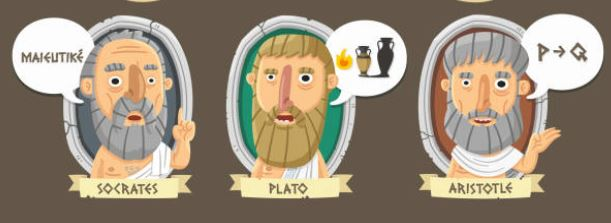 MAIEUTIKÉ
P → Q
SOCRATES
PLATO
ARISTOTLE